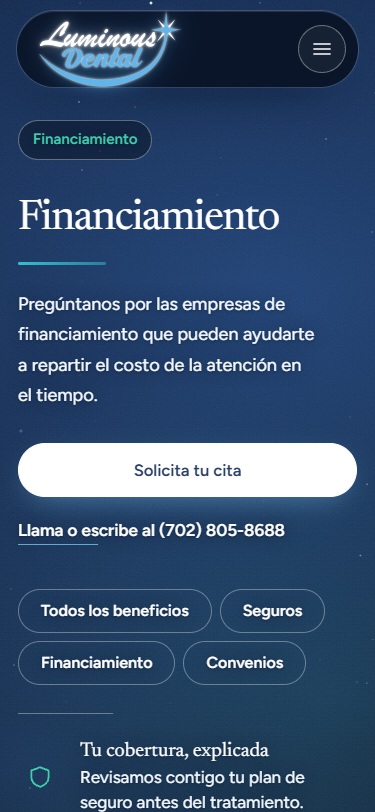 Luminous
Dental
Financiamiento
Financiamiento
Pregúntanos por las empresas de
financiamiento que pueden ayudarte
a repartir el costo de la atención en
el tiempo.
Solicita tu cita
Llama o escribe al (702) 805-8688
Todos los beneficios
Seguros
Financiamiento
Convenios
Tu cobertura, explicada
Revisamos contigo tu plan de
seguro antes del tratamiento.